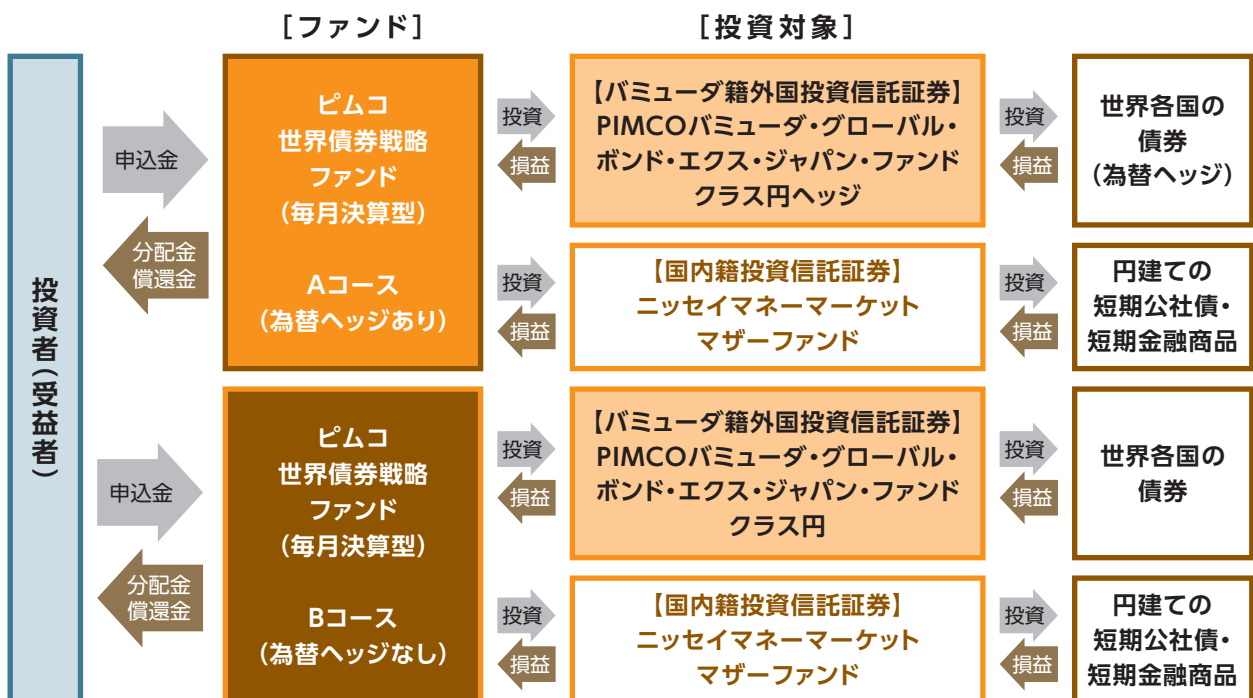 [ファンド]
[投資対象]
投資者(受益者)
申込金
分配金
償還金
ピムコ
世界債券戦略
ファンド
(毎月決算型)
Aコース
(為替ヘッジあり)
投資
損益
【バミューダ籍外国投資信託証券】
PIMCOバミューダ・グローバル・
ボンド・エクス・ジャパン・ファンド
クラス円ヘッジ
投資
損益
世界各国の
債券
(為替ヘッジ)
投資
損益
【国内籍投資信託証券】
ニッセイマネーマーケット
マザーファンド
投資
損益
円建ての
短期公社債・
短期金融商品
申込金
分配金
償還金
ピムコ
世界債券戦略
ファンド
(毎月決算型)
Bコース
(為替ヘッジなし)
投資
損益
【バミューダ籍外国投資信託証券】
PIMCOバミューダ・グローバル・
ボンド・エクス・ジャパン・ファンド
クラス円
投資
損益
世界各国の
債券
投資
損益
【国内籍投資信託証券】
ニッセイマネーマーケット
マザーファンド
投資
損益
円建ての
短期公社債・
短期金融商品